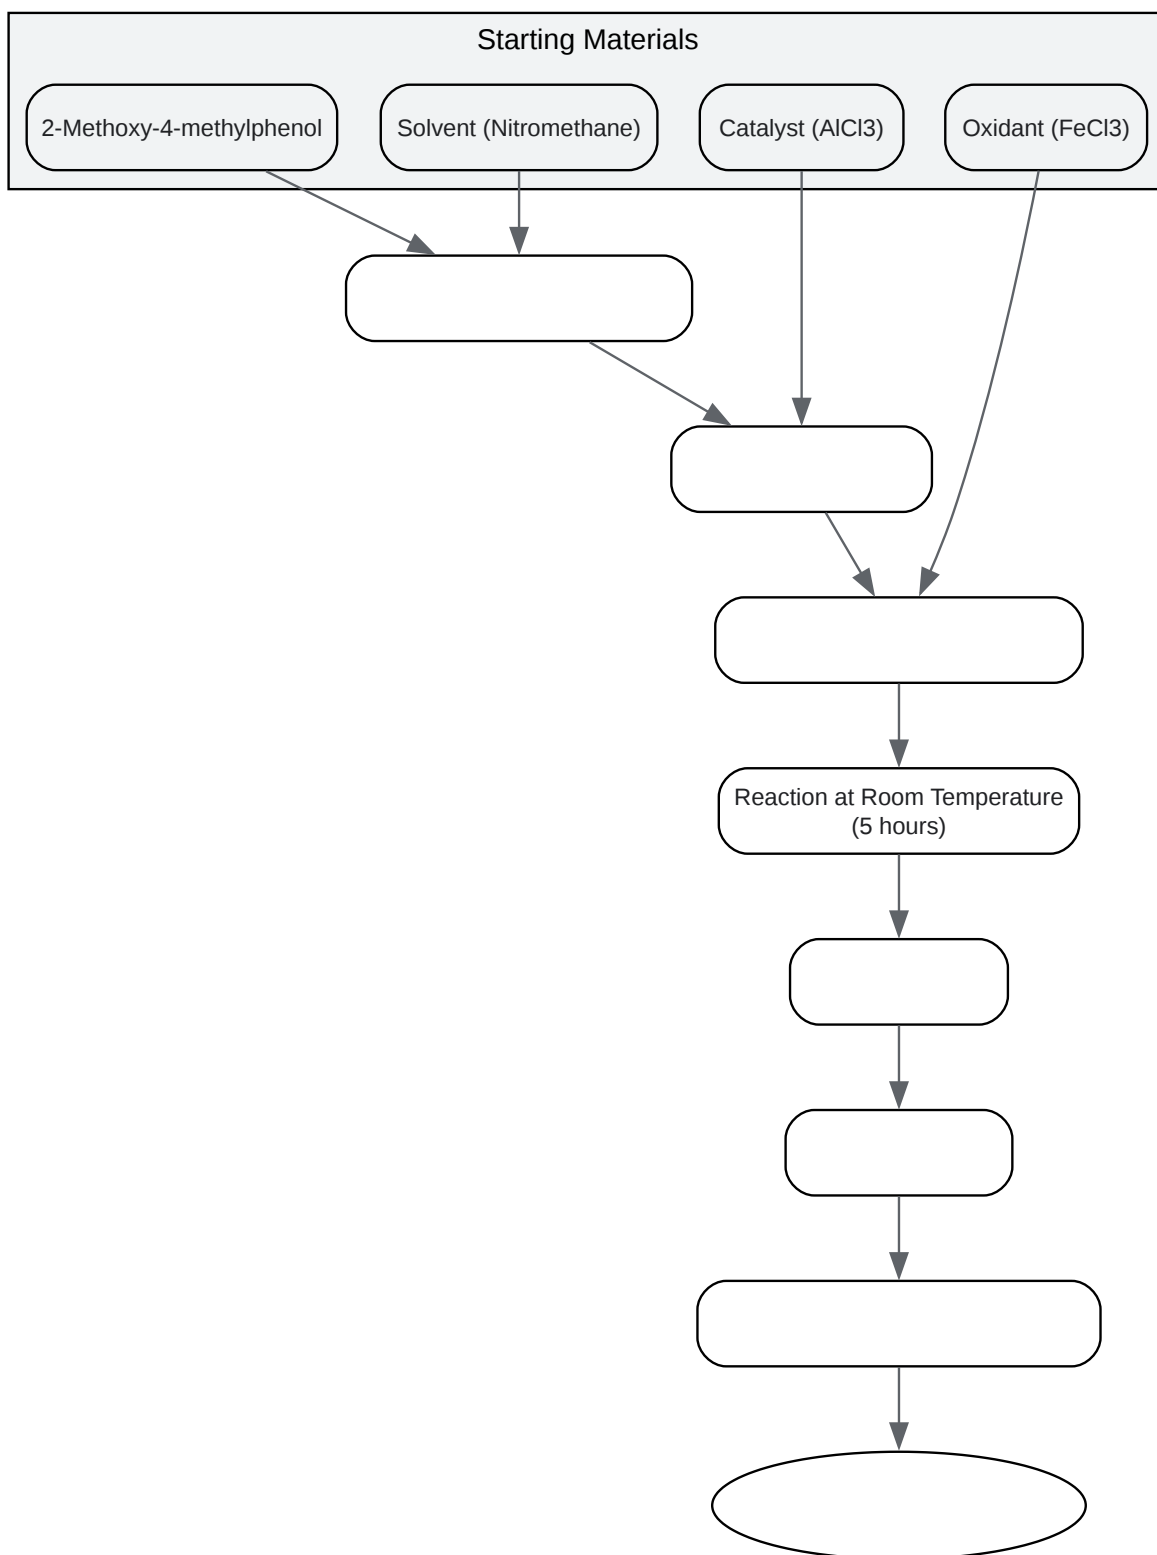 Starting Materials
2-Methoxy-4-methylphenol
Solvent (Nitromethane)
Catalyst (AlCl3)
Oxidant (FeCl3)
Reaction at Room Temperature
(5 hours)